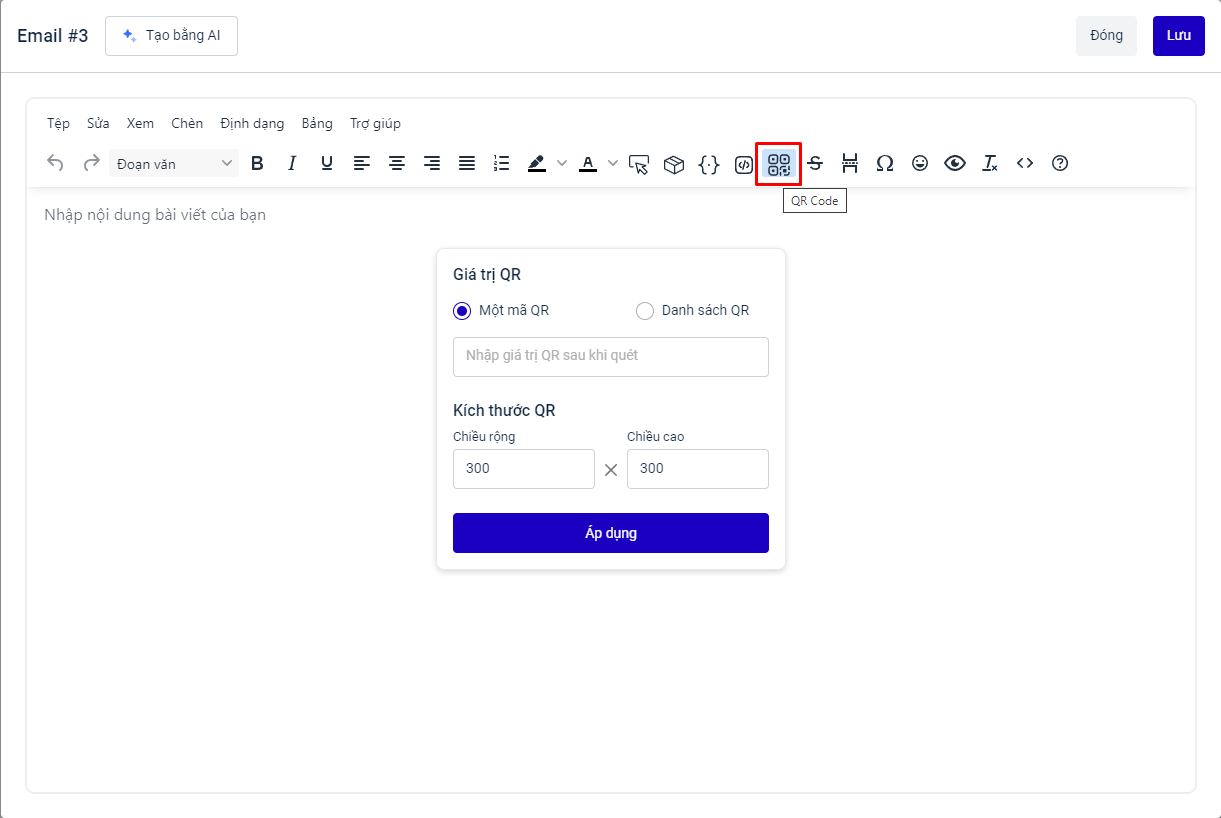 Email #3 Tạo bằng AI Đóng Lưu
Tệp Sửa Xem Chèn Định dạng Bảng Trợ giúp
Đoạn văn B I U A S Ω
QR Code
Nhập nội dung bài viết của bạn
Giá trị QR
Một mã QR Danh sách QR
Nhập giá trị QR sau khi quét
Kích thước QR
Chiều rộng Chiều cao
300 300
Áp dụng